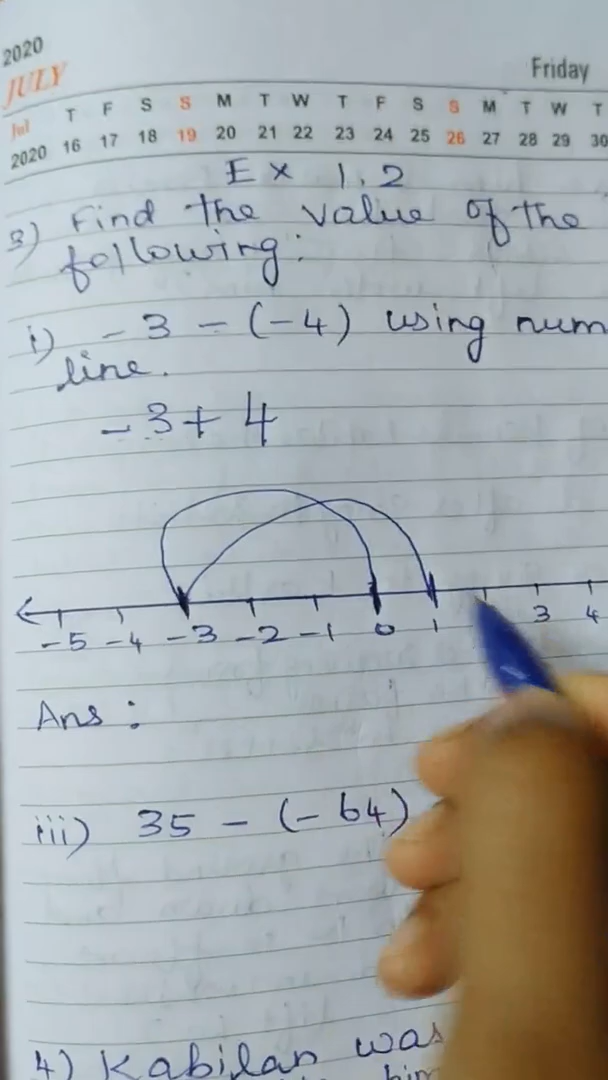 2020
JULY
Friday
Jul T F S S M T W T F S S M T W T
2020 16 17 18 19 20 21 22 23 24 25 26 27 28 29 30
Ex 1.2
3) Find the value of the
following:
i) -3 - (-4) using num
line.
-3 + 4
-5 -4 -3 -2 -1 0 1 3 4
Ans :
iii) 35 - (-64)
4) Kabilan was
him